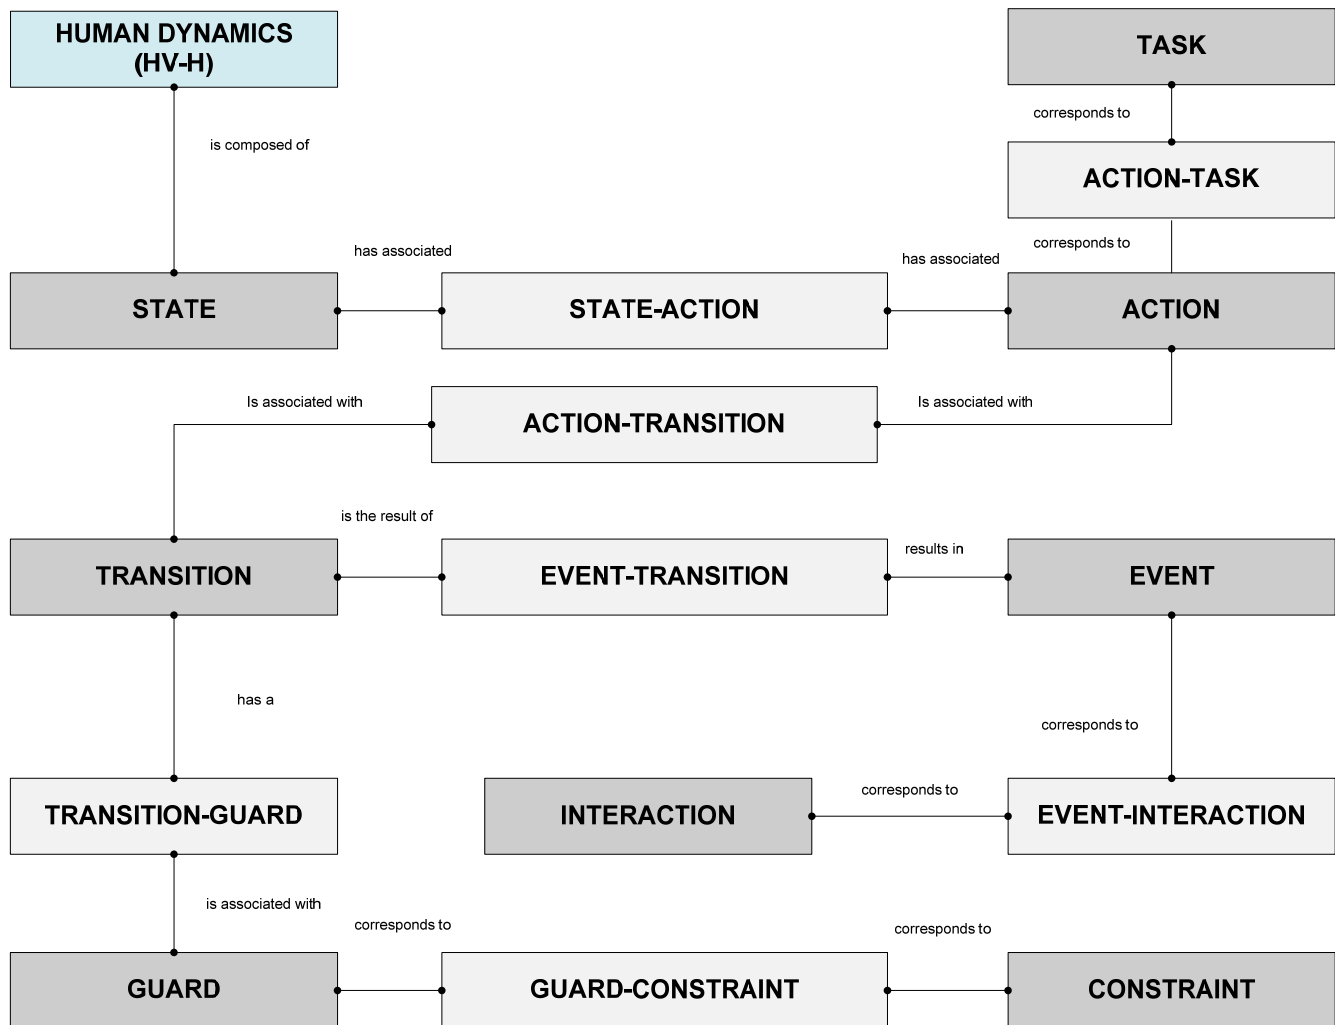 HUMAN DYNAMICS
(HV-H)
TASK
corresponds to
is composed of
ACTION-TASK
corresponds to
has associated
has associated
STATE
STATE-ACTION
ACTION
Is associated with
Is associated with
ACTION-TRANSITION
is the result of
results in
TRANSITION
EVENT-TRANSITION
EVENT
has a
corresponds to
corresponds to
TRANSITION-GUARD
INTERACTION
EVENT-INTERACTION
is associated with
corresponds to
corresponds to
GUARD
GUARD-CONSTRAINT
CONSTRAINT